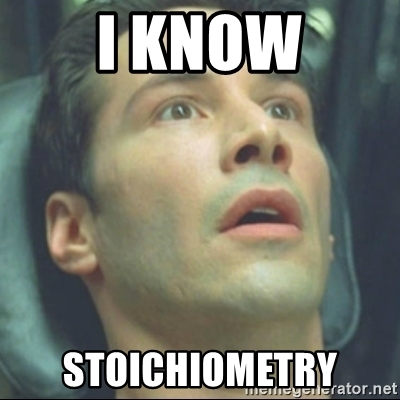 I KNOW
STOICHIOMETRY
memegenerator.net